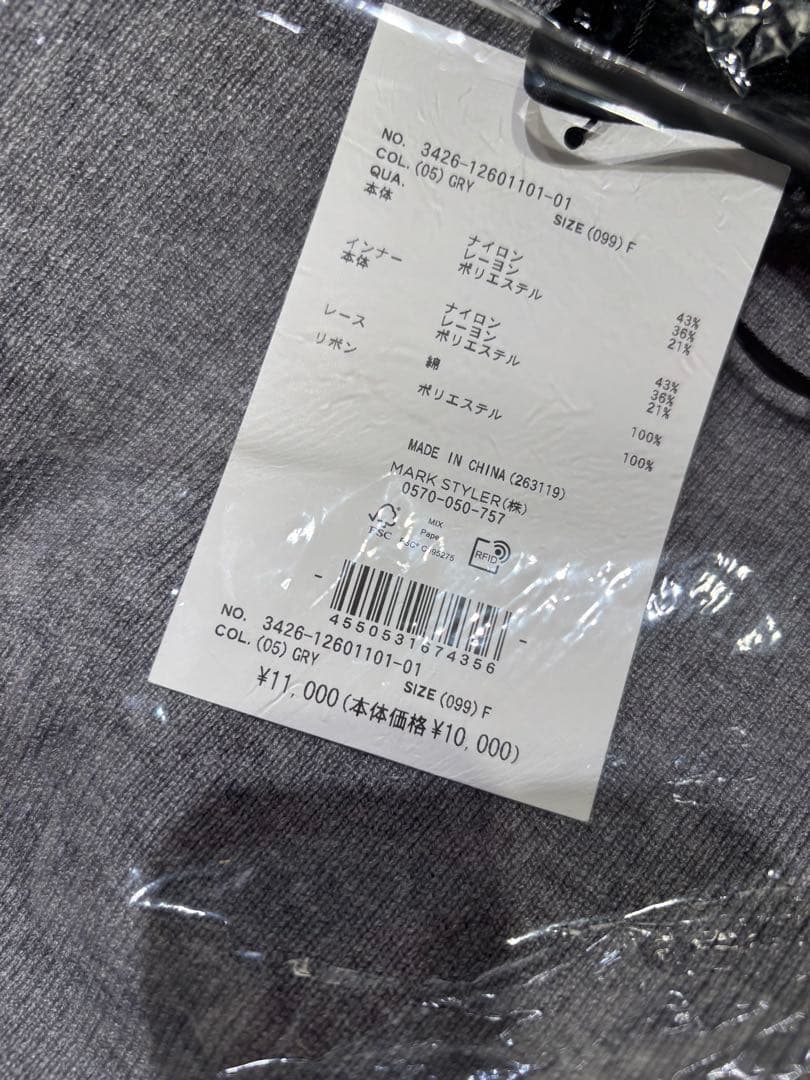 NO. 3426-12601101-01
COL. (05) GRY
SIZE (099) F
QUA.
本体
ナイロン 43%
レーヨン 36%
ポリエステル 21%
インナー
本体
ナイロン 43%
レーヨン 36%
ポリエステル 21%
レース 綿 100%
リボン ポリエステル 100%
MADE IN CHINA (263119)
MARK STYLER(株)
0570-050-757
FSC
MIX
Pape
RFID
4550531674356
NO. 3426-12601101-01
COL. (05) GRY
SIZE (099) F
¥11,000(本体価格¥10,000)